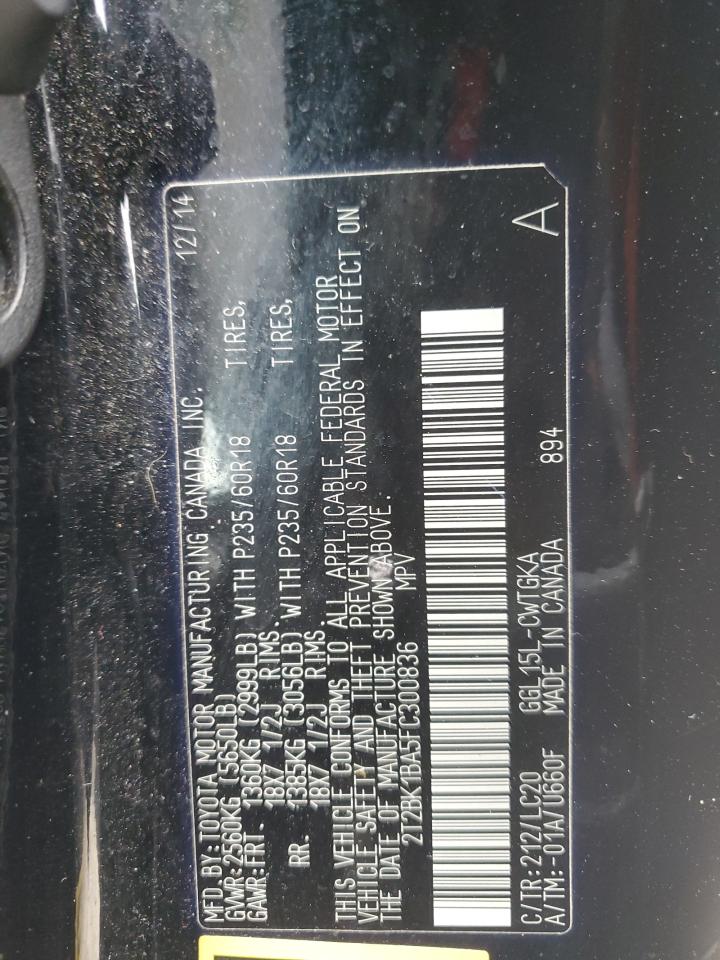 MFD.BY:TOYOTA MOTOR MANUFACTURING CANADA INC. 12/14
GVWR:2560KG (5650LB)
GAWR:FRT. 1360KG (2999LB) WITH P235/60R18 TIRES,
18X7 1/2J RIMS
RR. 1385KG (3056LB) WITH P235/60R18 TIRES,
18X7 1/2J RIMS
THIS VEHICLE CONFORMS TO ALL APPLICABLE FEDERAL MOTOR
VEHICLE SAFETY AND THEFT PREVENTION STANDARDS IN EFFECT ON
THE DATE OF MANUFACTURE SHOWN ABOVE.
2T2BK1BA5FC300836 MPV
C/TR:212/LC20 GGL15L-CWTGKA 894 A
A/TM:-01A/U660F MADE IN CANADA